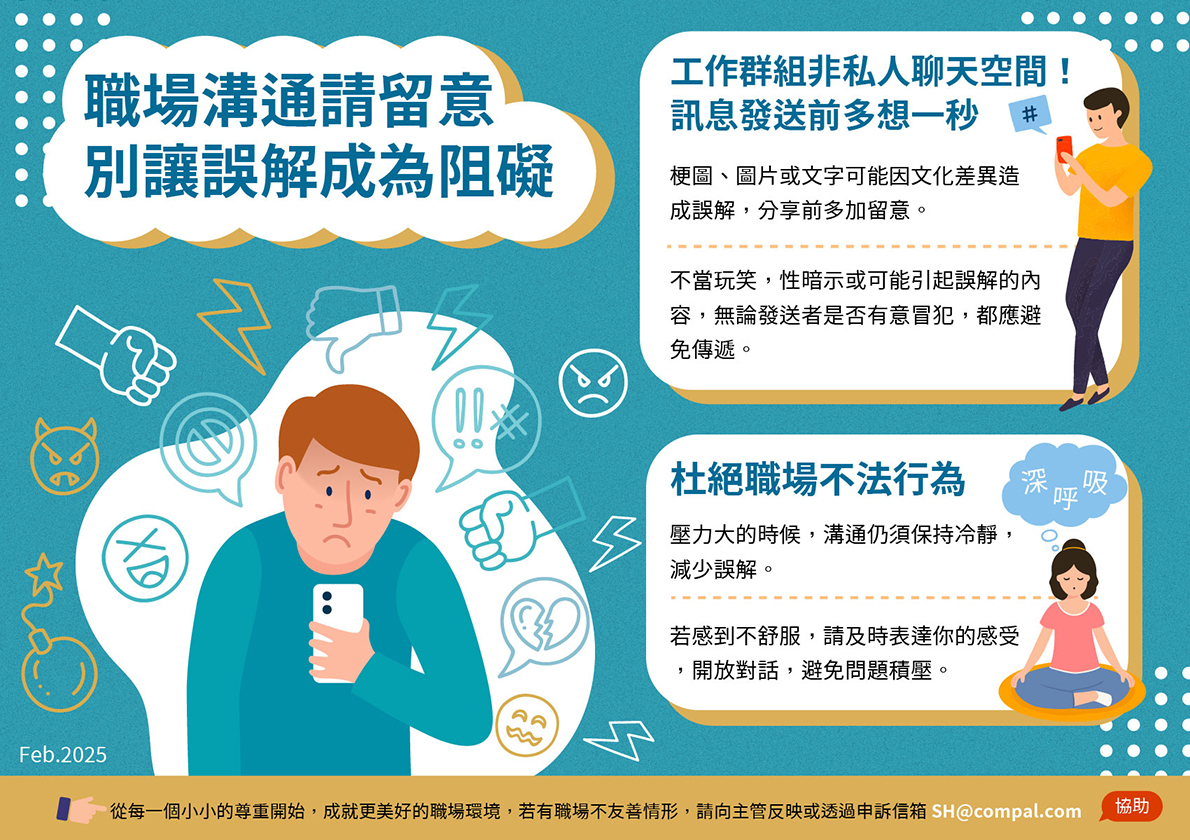 職場溝通請留意
別讓誤解成為阻礙
工作群組非私人聊天空間！
訊息發送前多想一秒
#
梗圖、圖片或文字可能因文化差異造
成誤解，分享前多加留意。
不當玩笑，性暗示或可能引起誤解的內
容，無論發送者是否有意冒犯，都應避
免傳遞。
!!#
杜絕職場不法行為
深呼吸
壓力大的時候，溝通仍須保持冷靜，
減少誤解。
若感到不舒服，請及時表達你的感受
，開放對話，避免問題積壓。
Feb.2025
從每一個小小的尊重開始，成就更美好的職場環境，若有職場不友善情形，請向主管反映或透過申訴信箱 SH@compal.com 協助